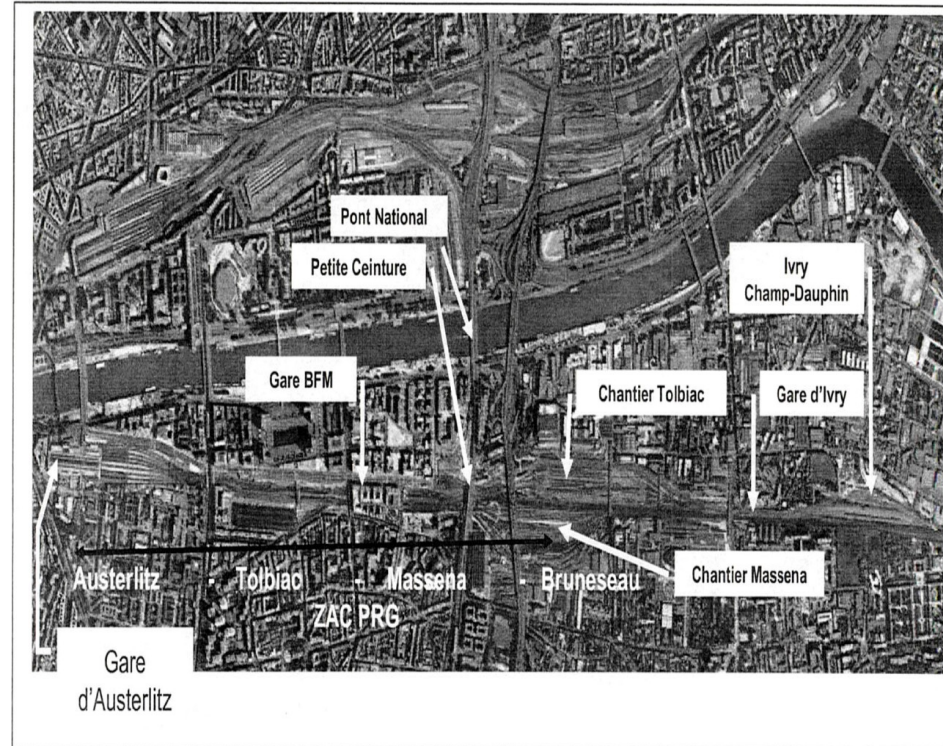 Pont National
Petite Ceinture
Ivry
Champ-Dauphin
Gare BFM
Chantier Tolbiac
Gare d'Ivry
Chantier Massena
Austerlitz - Tolbiac - Massena - Bruneseau
ZAC PRG
Gare
d'Austerlitz